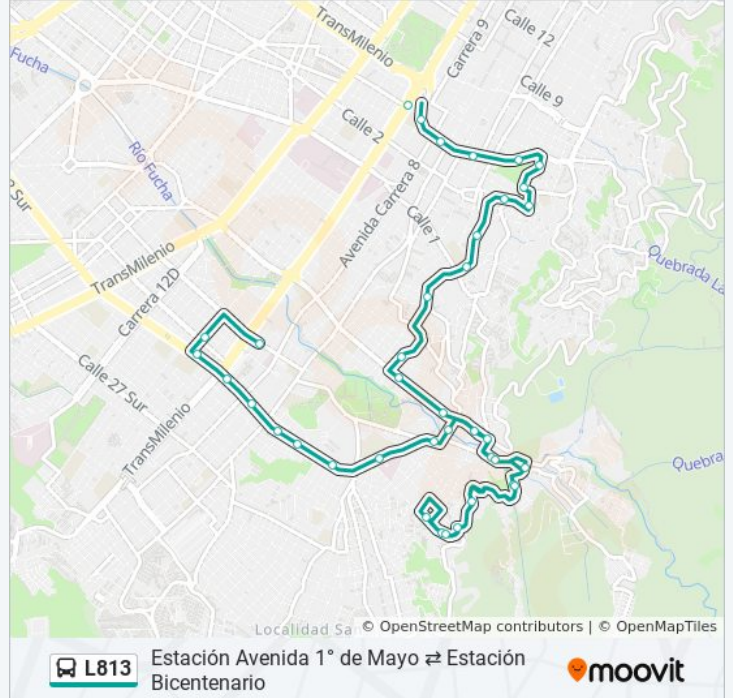 TransMilenio
Carrera 9
Calle 12
Fucha
Calle 9
Calle 2
Río Fucha
Avenida Carrera 8
Calle 1
Sur
TransMilenio
Quebrada La
Carrera 12D
Calle 27 Sur
TransMilenio
Quebra
Localidad Sa
© OpenStreetMap contributors | © OpenMapTiles
L813
Estación Avenida 1° de Mayo ⇄ Estación
Bicentenario
moovit